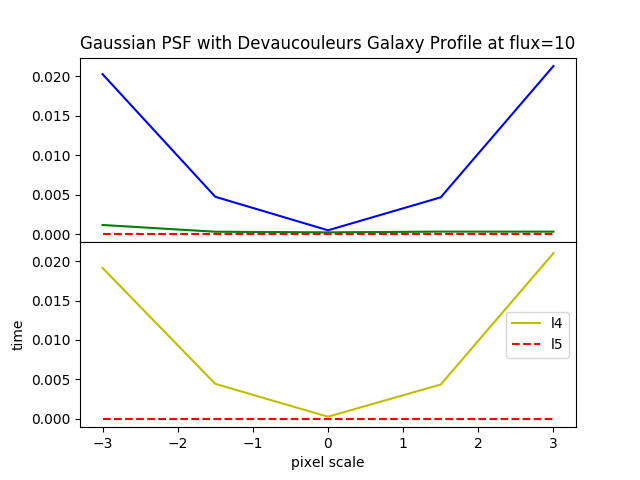 Gaussian PSF with Devaucouleurs Galaxy Profile at flux=10
0.020
0.015
0.010
0.005
0.000
0.020
0.015
0.010
0.005
0.000
time
l4
l5
−3 −2 −1 0 1 2 3
pixel scale